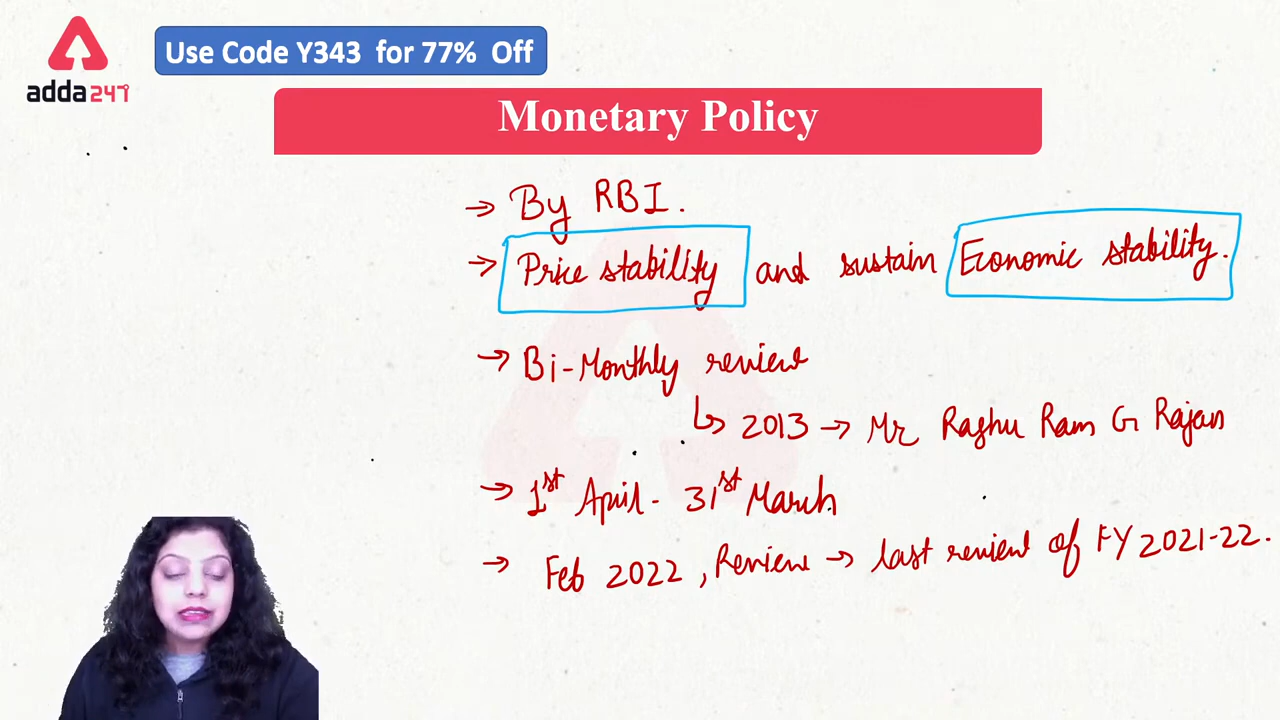 Use Code Y343 for 77% Off
adda247
Monetary Policy
→ By RBI.
→ Price stability and sustain Economic stability.
→ Bi-Monthly review
↳ 2013 → Mr Raghu Ram G Rajan
→ 1st April - 31st March
→ Feb 2022, Review → last review of FY 2021-22.